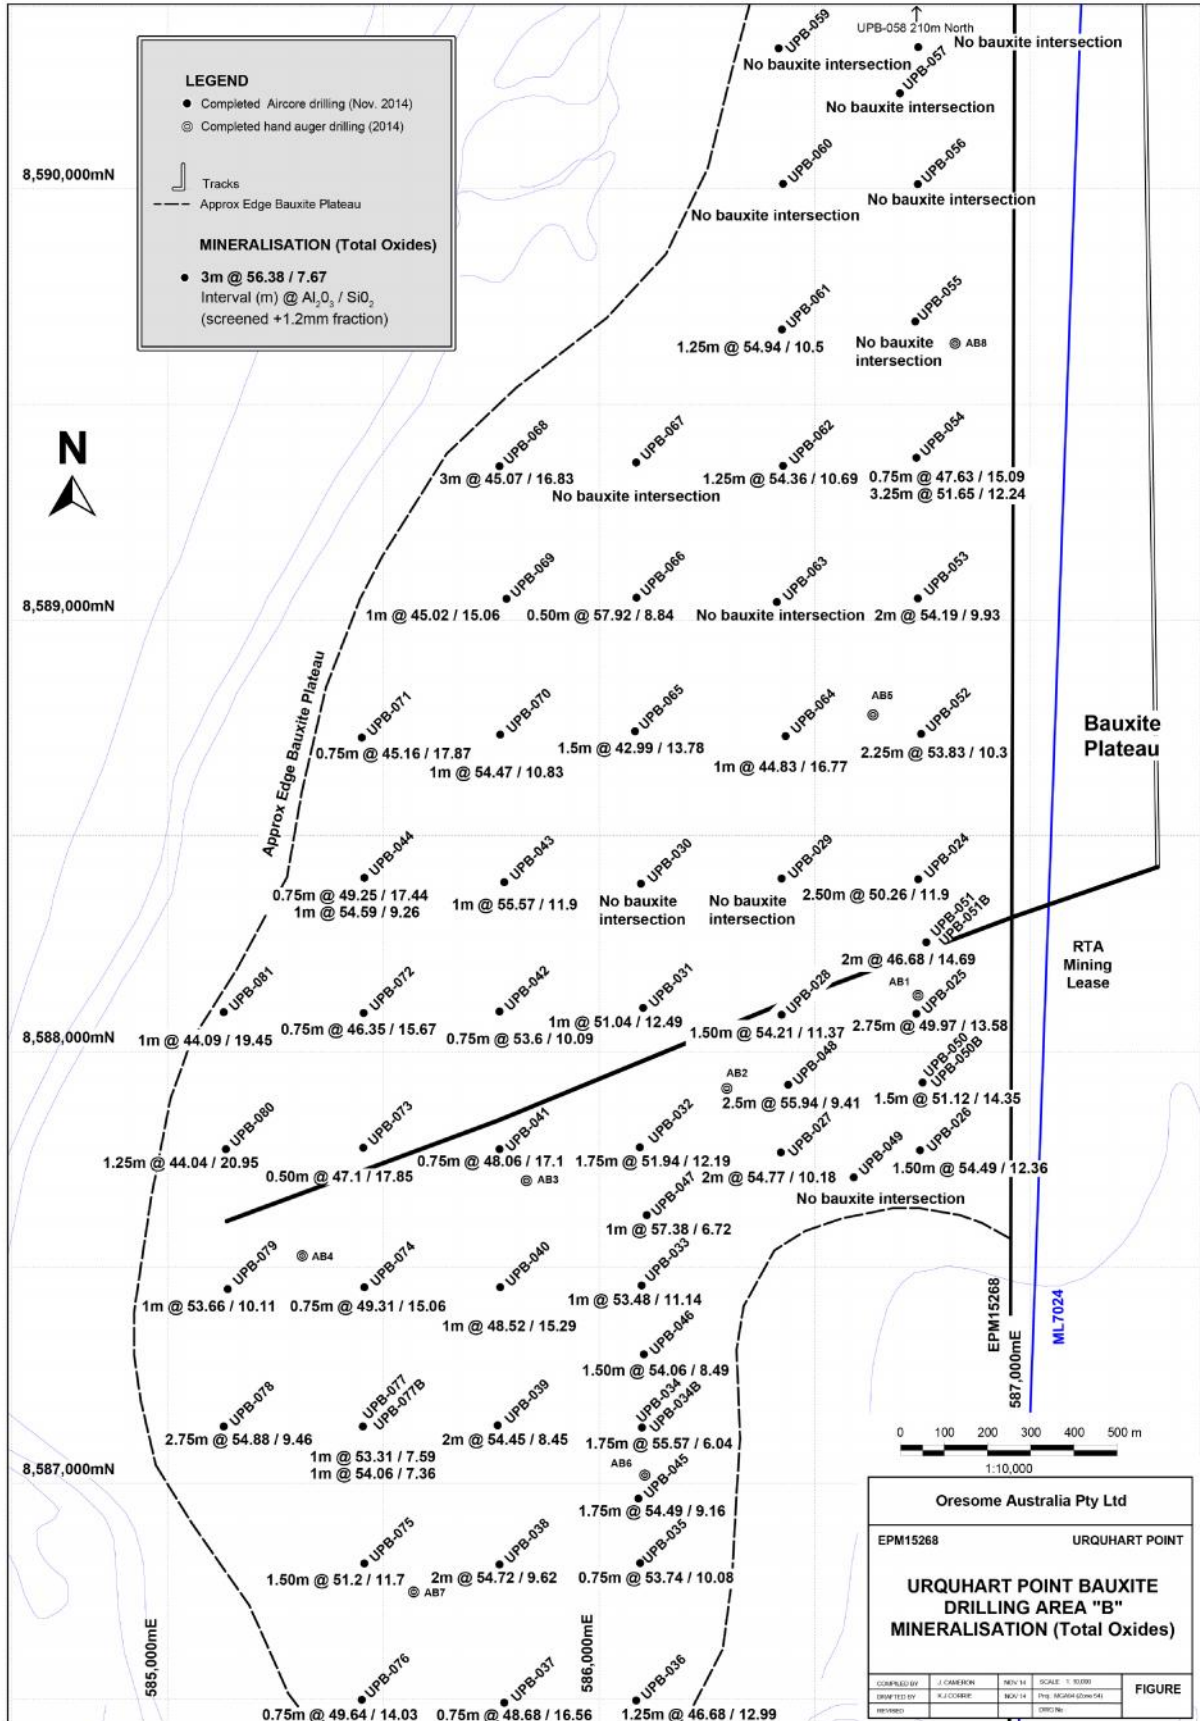 UPB-059
UPB-058 210m North
No bauxite intersection
No bauxite intersection
UPB-057
No bauxite intersection
LEGEND
Completed Aircore drilling (Nov. 2014)
Completed hand auger drilling (2014)
Tracks
Approx Edge Bauxite Plateau
MINERALISATION (Total Oxides)
3m @ 56.38 / 7.67
Interval (m) @ Al₂O₃ / SiO₂
(screened +1.2mm fraction)
8,590,000mN
UPB-060
No bauxite intersection
UPB-056
No bauxite intersection
UPB-061
1.25m @ 54.94 / 10.5
UPB-055
No bauxite
intersection
AB8
N
UPB-068
3m @ 45.07 / 16.83
UPB-067
No bauxite intersection
UPB-062
1.25m @ 54.36 / 10.69
UPB-054
0.75m @ 47.63 / 15.09
3.25m @ 51.65 / 12.24
8,589,000mN
UPB-069
1m @ 45.02 / 15.06
UPB-066
0.50m @ 57.92 / 8.84
UPB-063
No bauxite intersection
UPB-053
2m @ 54.19 / 9.93
Approx Edge Bauxite Plateau
UPB-071
0.75m @ 45.16 / 17.87
UPB-070
1m @ 54.47 / 10.83
UPB-065
1.5m @ 42.99 / 13.78
UPB-064
1m @ 44.83 / 16.77
AB5
UPB-052
2.25m @ 53.83 / 10.3
Bauxite
Plateau
UPB-044
0.75m @ 49.25 / 17.44
1m @ 54.59 / 9.26
UPB-043
1m @ 55.57 / 11.9
UPB-030
No bauxite
intersection
UPB-029
No bauxite
intersection
UPB-024
2.50m @ 50.26 / 11.9
UPB-051
UPB-051B
2m @ 46.68 / 14.69
RTA
Mining
Lease
8,588,000mN
UPB-081
1m @ 44.09 / 19.45
UPB-072
0.75m @ 46.35 / 15.67
UPB-042
0.75m @ 53.6 / 10.09
UPB-031
1m @ 51.04 / 12.49
UPB-028
1.50m @ 54.21 / 11.37
AB1
UPB-025
2.75m @ 49.97 / 13.58
AB2
UPB-048
2.5m @ 55.94 / 9.41
UPB-050
UPB-050B
1.5m @ 51.12 / 14.35
UPB-080
1.25m @ 44.04 / 20.95
UPB-073
0.50m @ 47.1 / 17.85
UPB-041
0.75m @ 48.06 / 17.1
AB3
UPB-032
1.75m @ 51.94 / 12.19
UPB-027
2m @ 54.77 / 10.18
UPB-049
No bauxite intersection
UPB-026
1.50m @ 54.49 / 12.36
UPB-047
1m @ 57.38 / 6.72
UPB-079
1m @ 53.66 / 10.11
AB4
UPB-074
0.75m @ 49.31 / 15.06
UPB-040
1m @ 48.52 / 15.29
UPB-033
1m @ 53.48 / 11.14
UPB-046
1.50m @ 54.06 / 8.49
EPM15268
587,000mE
ML7024
8,587,000mN
UPB-078
2.75m @ 54.88 / 9.46
UPB-077
UPB-077B
1m @ 53.31 / 7.59
1m @ 54.06 / 7.36
UPB-039
2m @ 54.45 / 8.45
UPB-034
UPB-034B
1.75m @ 55.57 / 6.04
AB6
UPB-045
1.75m @ 54.49 / 9.16
UPB-075
1.50m @ 51.2 / 11.7
AB7
UPB-038
2m @ 54.72 / 9.62
UPB-035
0.75m @ 53.74 / 10.08
585,000mE
586,000mE
UPB-076
0.75m @ 49.64 / 14.03
UPB-037
0.75m @ 48.68 / 16.56
UPB-036
1.25m @ 46.68 / 12.99
0 100 200 300 400 500 m
1:10,000
Oresome Australia Pty Ltd
EPM15268 URQUHART POINT
URQUHART POINT BAUXITE
DRILLING AREA "B"
MINERALISATION (Total Oxides)
COMPILED BY J. CAMERON NOV 14 SCALE 1: 10,000
DRAFTED BY K.J CORRIE NOV 14 Proj. MGA94 (Zone 54)
REVISED DRG No
FIGURE